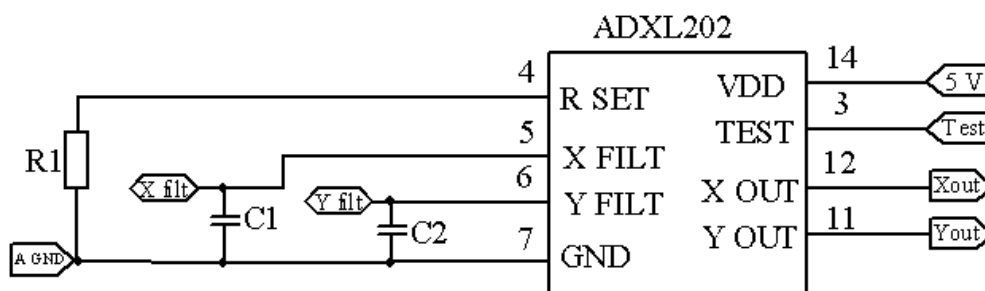 ADXL202
4
14
R SET
VDD
5 V
5
3
R1
X FILT
TEST
Test
X filt
6
12
Y filt
Y FILT
X OUT
Xout
C1
C2
7
11
Y OUT
Yout
A GND
GND